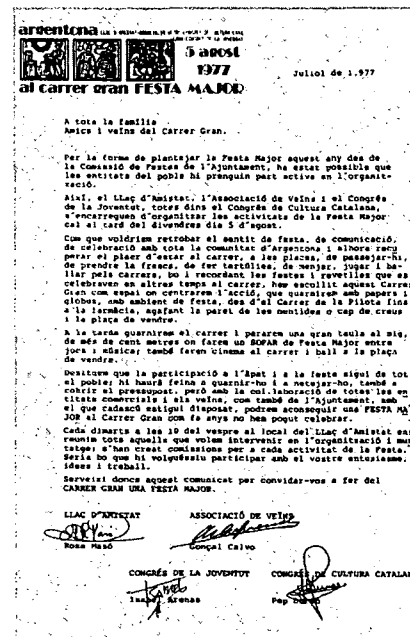 argentona
5 agost
1977
al carrer gran FESTA MAJOR
Juliol de 1.977
A tota la família
Amics i veïns del Carrer Gran.
Per la forma de plantejar la Festa Major aquest any des de
la Comissió de Festes de l'Ajuntament, ha estat possible que
les entitats del poble hi prenguin part activa en l'organit-
zació.
Així, el LLaç d'Amistat, l'Associació de Veïns i el Congrés
de la Joventut, totes dins el Congrés de Cultura Catalana,
s'encarreguen d'organitzar les activitats de la Festa Major
cal al tard del divendres dia 5 d'agost.
Com que voldríem retrobar el sentit de festa, de comunicació,
de celebració amb tota la comunitat d'Argentona i alhora recu
perar el plaer d'estar al carrer, a les places, de passejar-hi,
de prendre la fresca, de fer tertúlies, de menjar, jugar i ba-
llar pels carrers, bo i recordant les festes i revetlles que es
celebraven en altres temps al carrer, hem escollit aquest Carrer
Gran com espai on centrarem l'acció, que guarnirem amb papers i
globus, amb ambient de festa, des d'al Carrer de la Pilota fins
a la farmàcia, agafant la paret de les mentides o cap de creus
i la plaça de vendre.
A la tarda guarnirem el carrer i pararem una gran taula al mig,
de més de cent metres on farem un SOPAR de Festa Major entre
jocs i música; també farem cinema al carrer i ball a la plaça
de vendre.
Desitgem que la participació a l'Àpat i a la festa sigui de tot
el poble; hi haurà feina a guarnir-ho i a netejar-ho, també a
cobrir el pressupost, però amb la col.laboració de totes les en
titats comercials i els veïns, com també de l'Ajuntament, amb
el que cadascú estigui disposat, podrem aconseguir una FESTA MA
JOR al Carrer Gran com fa anys no hem pogut celebrar.
Cada dimarts a les 10 del vespre al local del LLaç d'Amistat ens
reunim tots aquells que volem intervenir en l'organització i mun
tatge; s'han creat comissions per a cada activitat de la Festa.
Seria bo que hi volguéssiu participar amb el vostre entusiasme,
idees i treball.
Serveixi doncs aquest comunicat per convidar-vos a fer del
CARRER GRAN UNA FESTA MAJOR.
LLAÇ D'AMISTAT ASSOCIACIÓ DE VEÏNS
Rosa Masó Gonçal Calvo
CONGRÉS DE LA JOVENTUT CONGRÉS DE CULTURA CATALANA
Isabel Arenas Pep